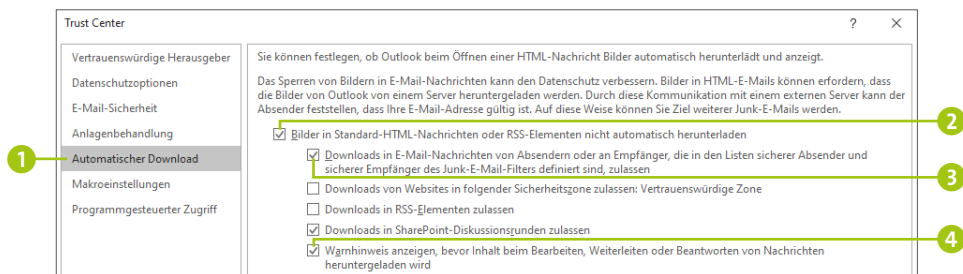 Trust Center
? ×
Vertrauenswürdige Herausgeber
Datenschutzoptionen
E-Mail-Sicherheit
Anlagenbehandlung
Automatischer Download
Makroeinstellungen
Programmgesteuerter Zugriff
Sie können festlegen, ob Outlook beim Öffnen einer HTML-Nachricht Bilder automatisch herunterlädt und anzeigt.
Das Sperren von Bildern in E-Mail-Nachrichten kann den Datenschutz verbessern. Bilder in HTML-E-Mails können erfordern, dass
die Bilder von Outlook von einem Server heruntergeladen werden. Durch diese Kommunikation mit einem externen Server kann der
Absender feststellen, dass Ihre E-Mail-Adresse gültig ist. Auf diese Weise können Sie Ziel weiterer Junk-E-Mails werden.
Bilder in Standard-HTML-Nachrichten oder RSS-Elementen nicht automatisch herunterladen
Downloads in E-Mail-Nachrichten von Absendern oder an Empfänger, die in den Listen sicherer Absender und
sicherer Empfänger des Junk-E-Mail-Filters definiert sind, zulassen
Downloads von Websites in folgender Sicherheitszone zulassen: Vertrauenswürdige Zone
Downloads in RSS-Elementen zulassen
Downloads in SharePoint-Diskussionsrunden zulassen
Warnhinweis anzeigen, bevor Inhalt beim Bearbeiten, Weiterleiten oder Beantworten von Nachrichten
heruntergeladen wird
1
2
3
4